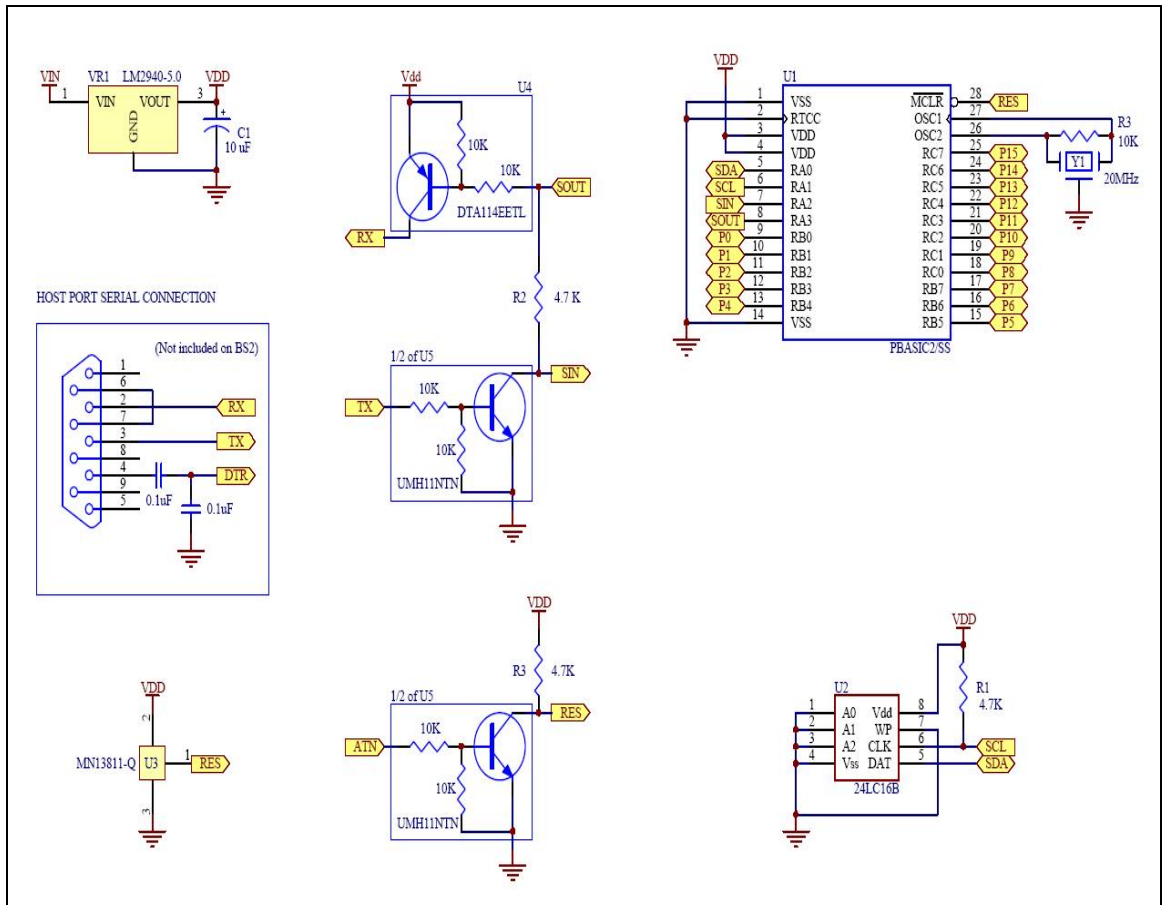 VIN
1
VR1 LM2940-5.0
VIN VOUT
GND
3
VDD
+
C1
10 uF
HOST PORT SERIAL CONNECTION
(Not included on BS2)
1
6
2
7
3
8
4
9
5
RX
TX
DTR
0.1uF
0.1uF
VDD
2
MN13811-Q
U3
1
RES
3
Vdd
U4
10K
10K
SOUT
DTA114EETL
RX
R2 4.7 K
1/2 of U5
SIN
TX
10K
10K
UMH11NTN
VDD
R3 4.7K
1/2 of U5
RES
ATN
10K
10K
UMH11NTN
VDD
U1
1 VSS MCLR 28 RES
2 RTCC OSC1 27
3 VDD OSC2 26
4 VDD RC7 25 P15
SDA 5 RA0 RC6 24 P14
SCL 6 RA1 RC5 23 P13
SIN 7 RA2 RC4 22 P12
SOUT 8 RA3 RC3 21 P11
P0 9 RB0 RC2 20 P10
P1 10 RB1 RC1 19 P9
P2 11 RB2 RC0 18 P8
P3 12 RB3 RB7 17 P7
P4 13 RB4 RB6 16 P6
14 VSS RB5 15 P5
PBASIC2/SS
R3
10K
Y1
20MHz
VDD
R1
4.7K
U2
1 A0 Vdd 8
2 A1 WP 7
3 A2 CLK 6 SCL
4 Vss DAT 5 SDA
24LC16B